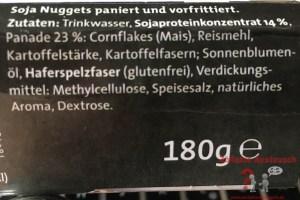 Soja Nuggets paniert und vorfrittiert.
Zutaten: Trinkwasser, Sojaproteinkonzentrat 14 %,
Panade 23 %: Cornflakes (Mais), Reismehl,
Kartoffelstärke, Kartoffelfasern; Sonnenblumen-
öl, Haferspelzfaser (glutenfrei), Verdickungs-
mittel: Methylcellulose, Speisesalz, natürliches
Aroma, Dextrose.
180g e